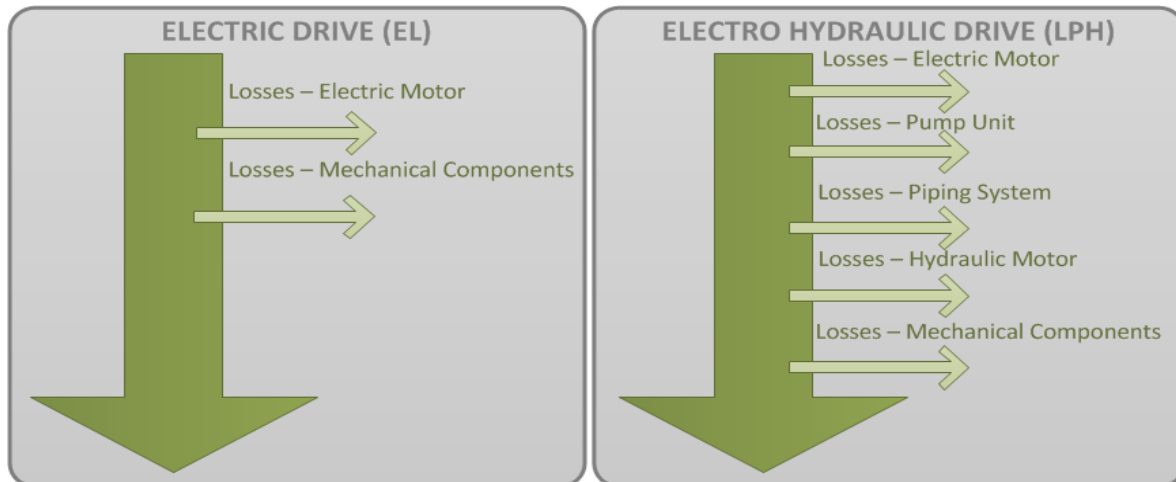 ELECTRIC DRIVE (EL)
Losses – Electric Motor
Losses – Mechanical Components
ELECTRO HYDRAULIC DRIVE (LPH)
Losses – Electric Motor
Losses – Pump Unit
Losses – Piping System
Losses – Hydraulic Motor
Losses – Mechanical Components